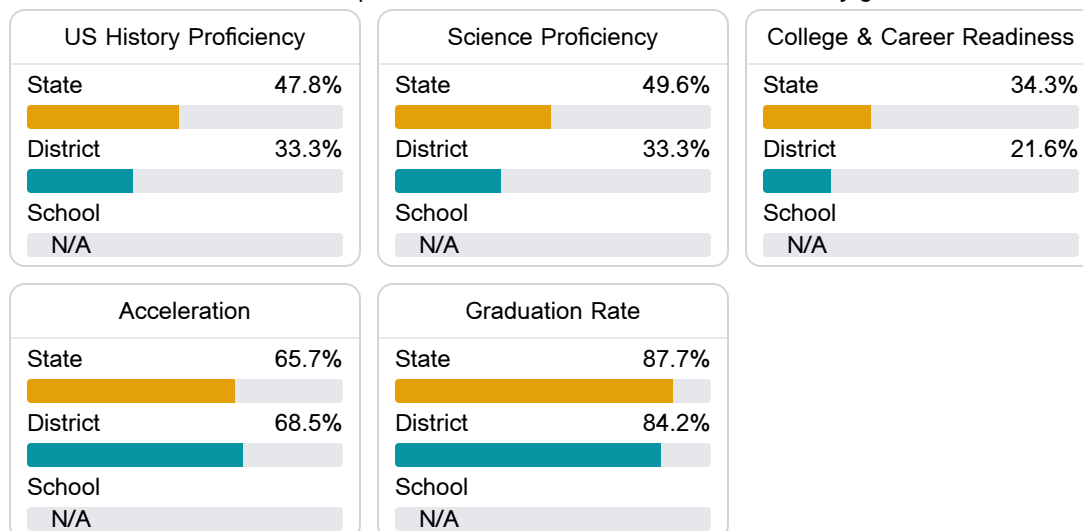 US History Proficiency
State 47.8%
District 33.3%
School
N/A
Science Proficiency
State 49.6%
District 33.3%
School
N/A
College & Career Readiness
State 34.3%
District 21.6%
School
N/A
Acceleration
State 65.7%
District 68.5%
School
N/A
Graduation Rate
State 87.7%
District 84.2%
School
N/A